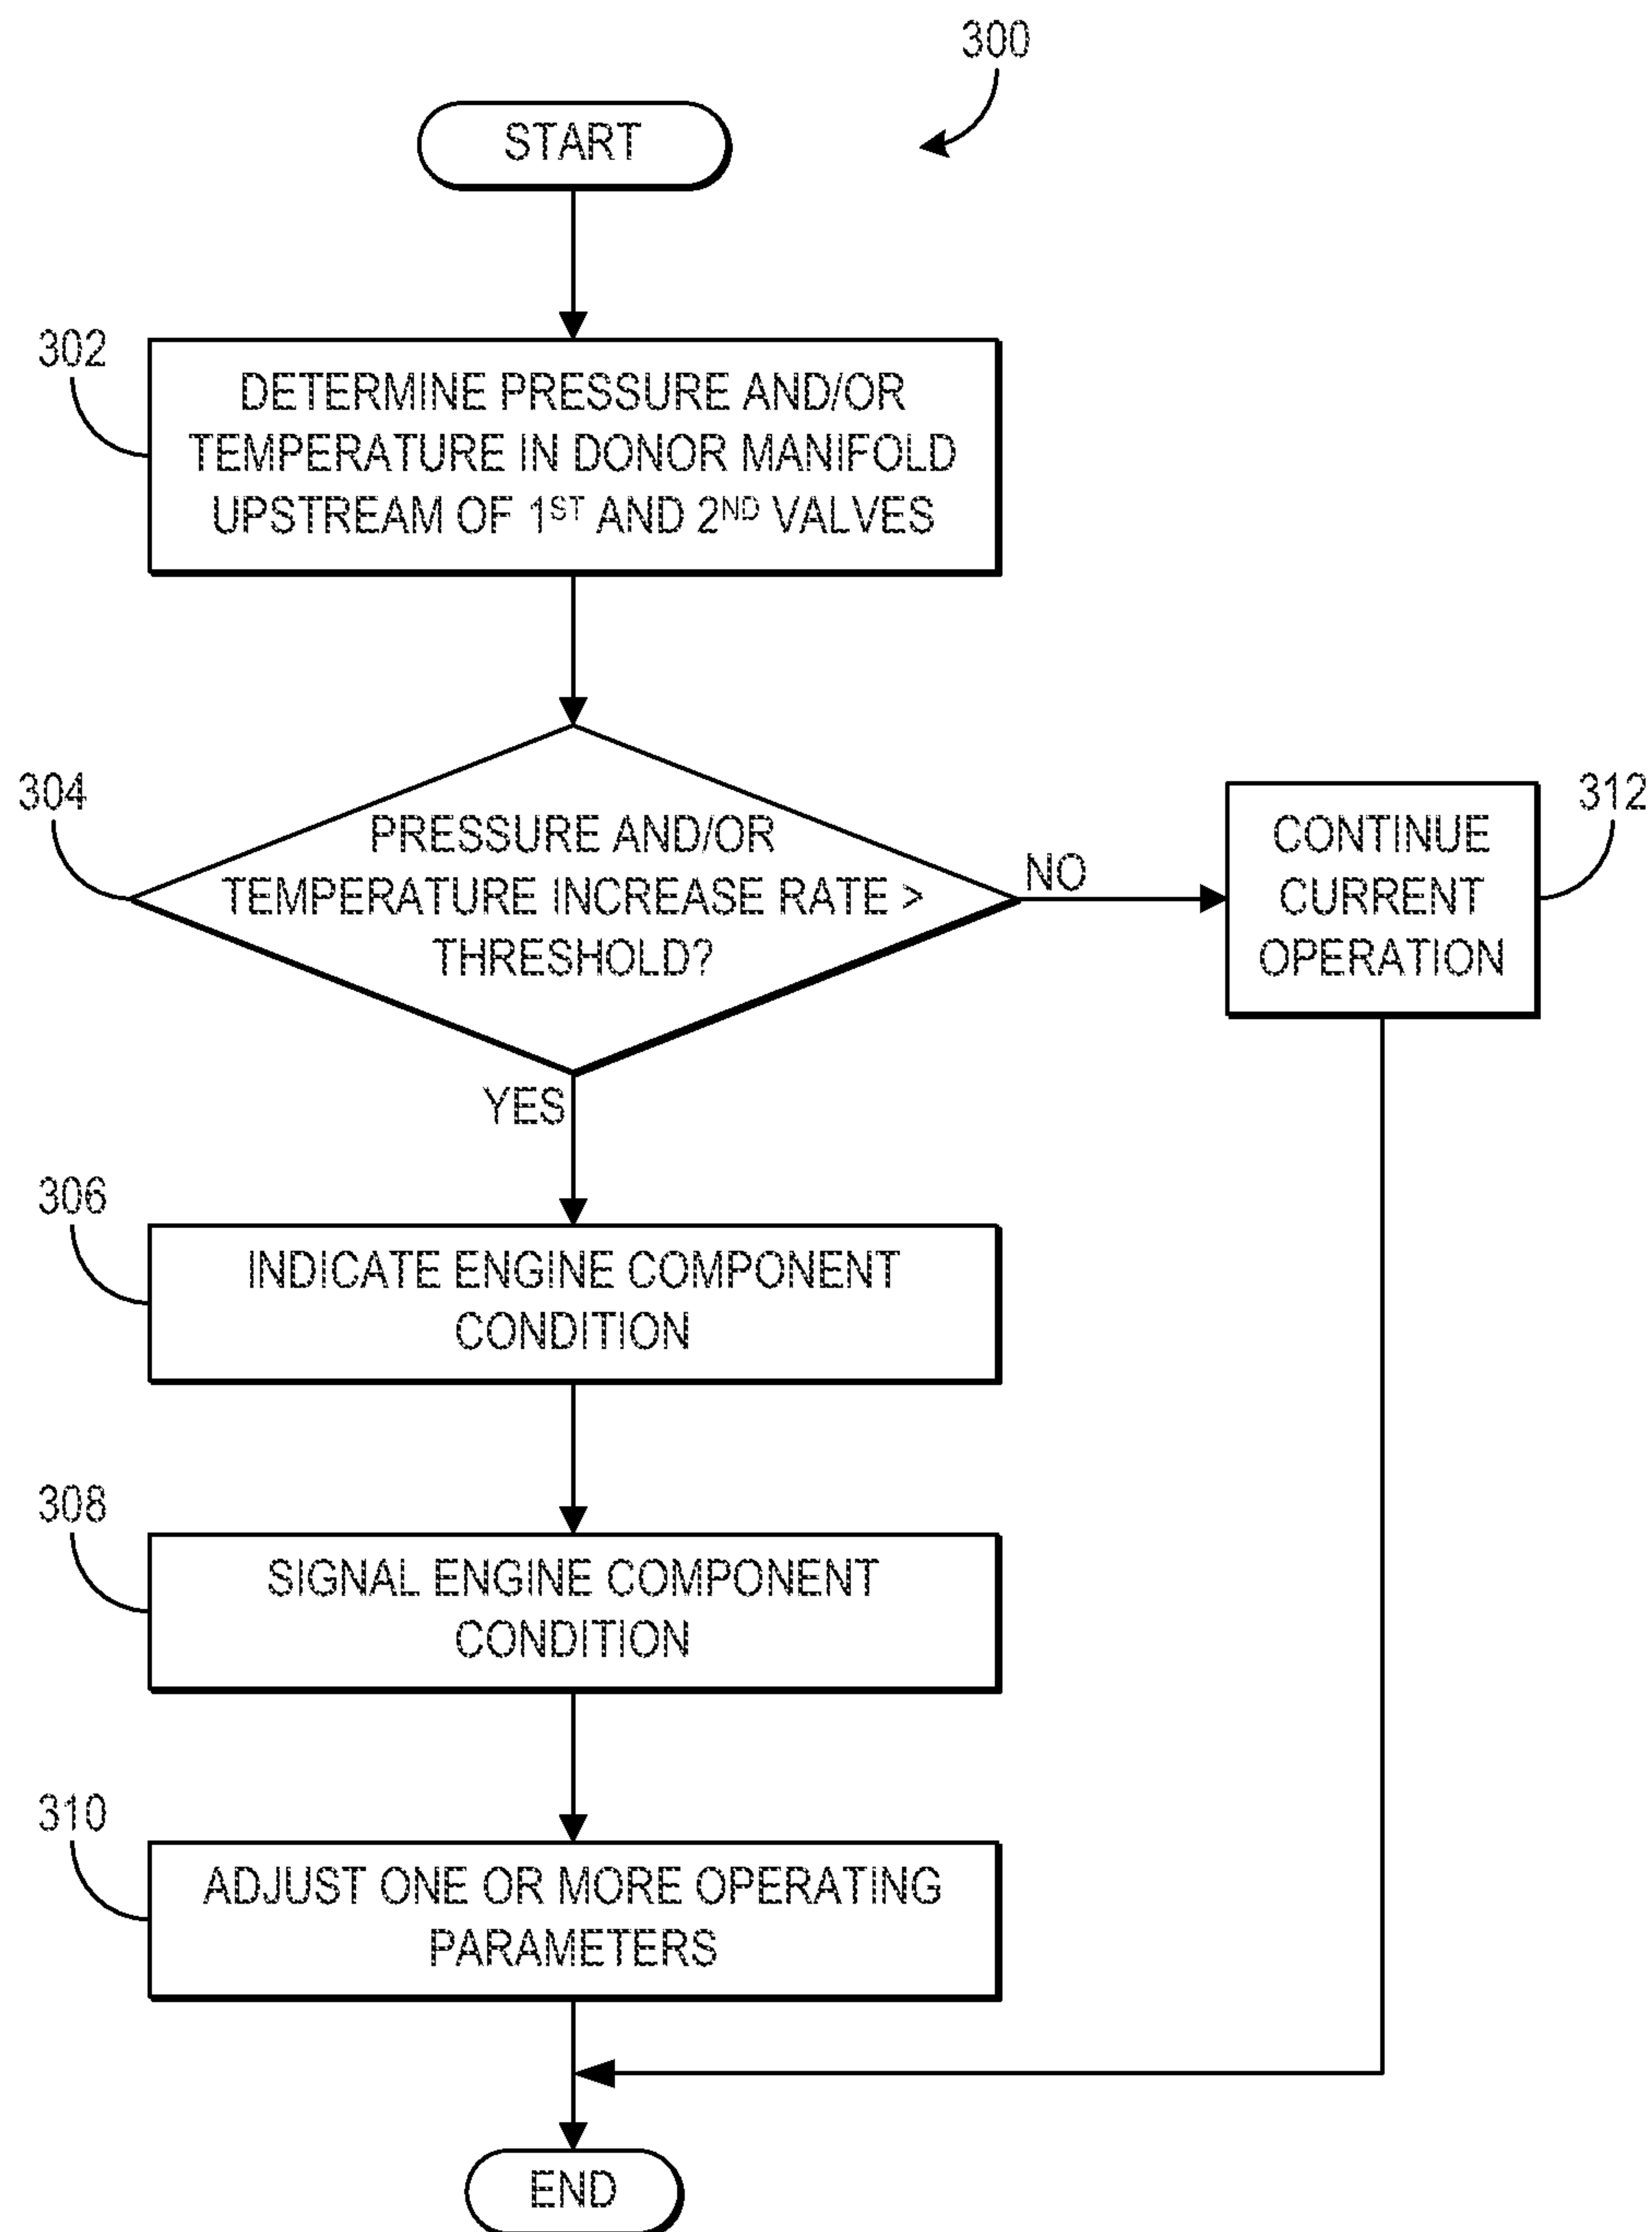 300
START
302
DETERMINE PRESSURE AND/OR
TEMPERATURE IN DONOR MANIFOLD
UPSTREAM OF 1ST AND 2ND VALVES
304
PRESSURE AND/OR
TEMPERATURE INCREASE RATE >
THRESHOLD?
NO
CONTINUE
CURRENT
OPERATION
312
YES
306
INDICATE ENGINE COMPONENT
CONDITION
308
SIGNAL ENGINE COMPONENT
CONDITION
310
ADJUST ONE OR MORE OPERATING
PARAMETERS
END